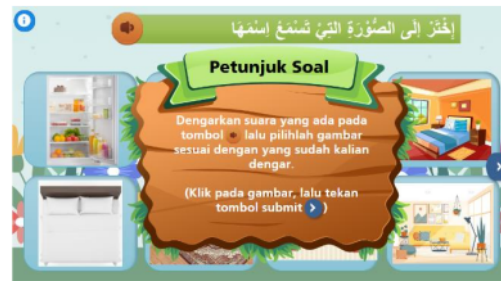 إِخْتَرْ اِلَى الصُّوْرَةِ التِيْ تَسْمَعْ اِسْمَهَا
Petunjuk Soal
Dengarkan suara yang ada pada
tombol lalu pilihlah gambar
sesuai dengan yang sudah kalian
dengar.
(Klik pada gambar, lalu tekan
tombol submit )